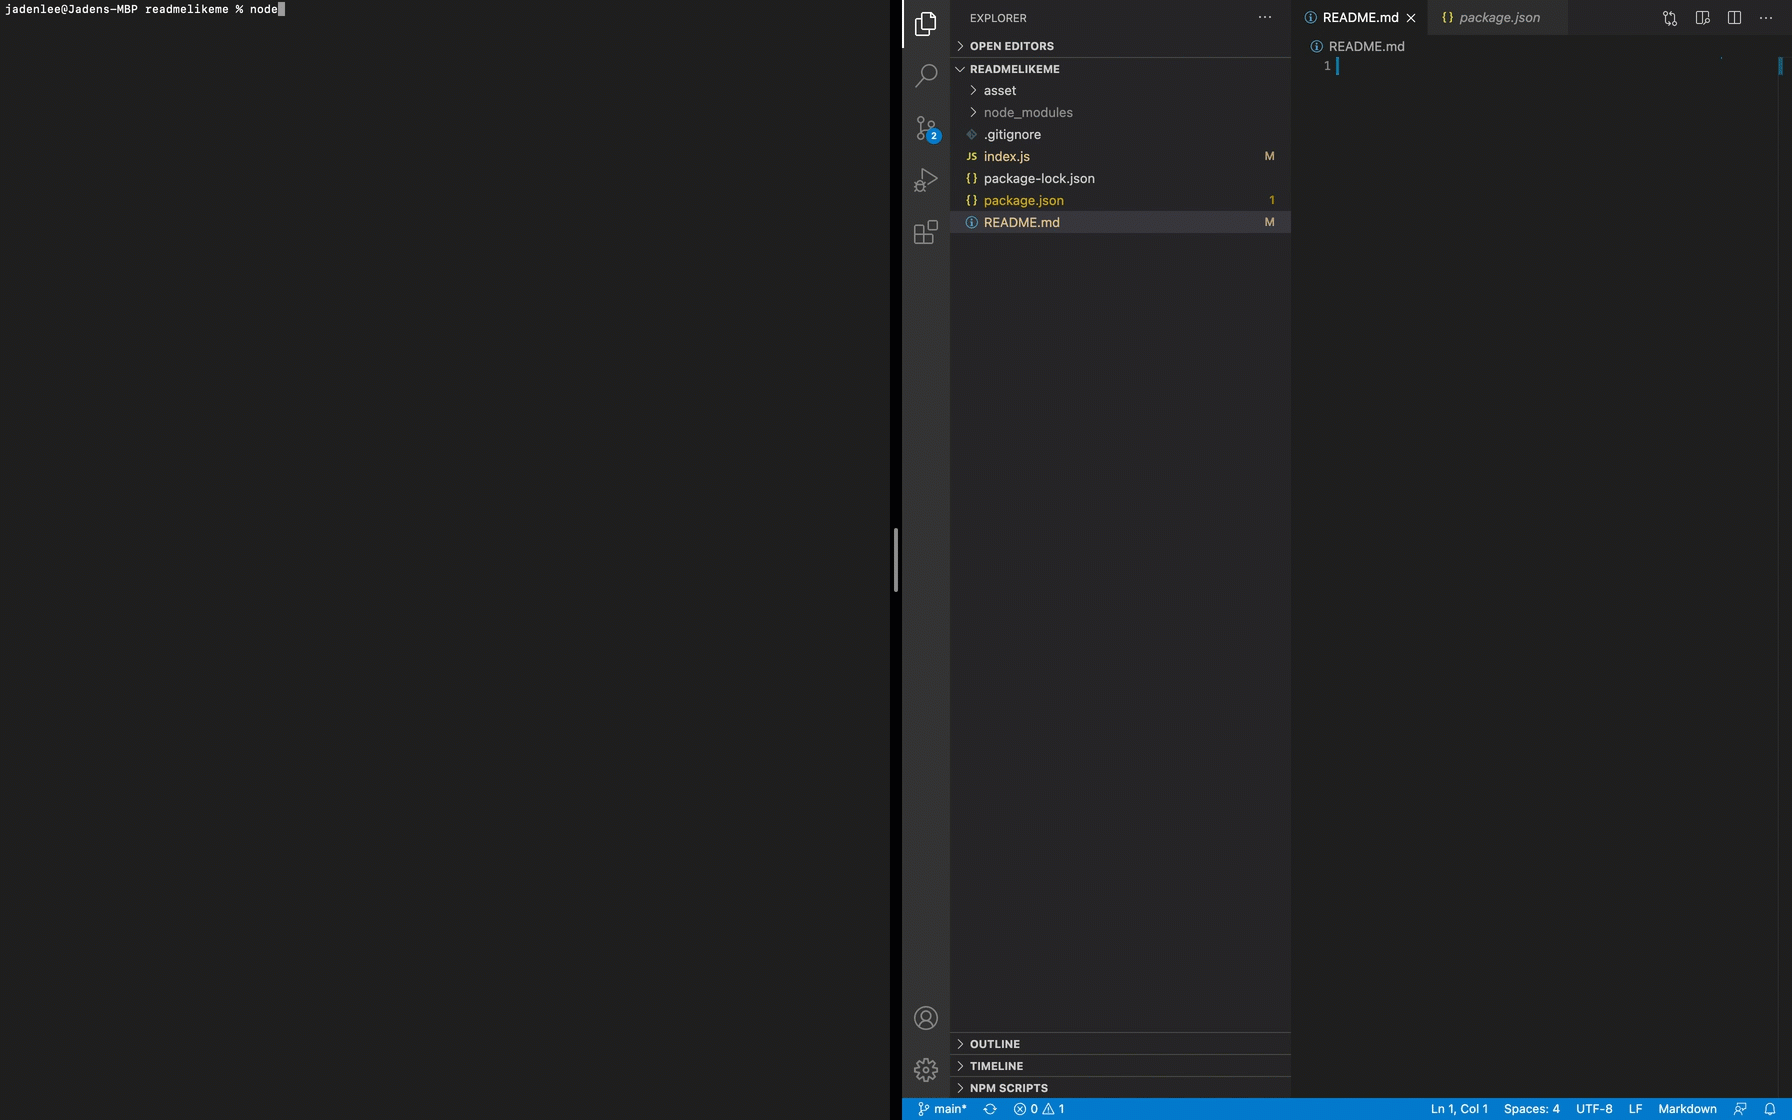 jadenlee@Jadens-MBP readmelikeme % node
EXPLORER
OPEN EDITORS
READMELIKEME
asset
node_modules
.gitignore
JS index.js M
{} package-lock.json
{} package.json 1
README.md M
2
OUTLINE
TIMELINE
NPM SCRIPTS
README.md
{} package.json
README.md
1
main* 0 1
Ln 1, Col 1 Spaces: 4 UTF-8 LF Markdown